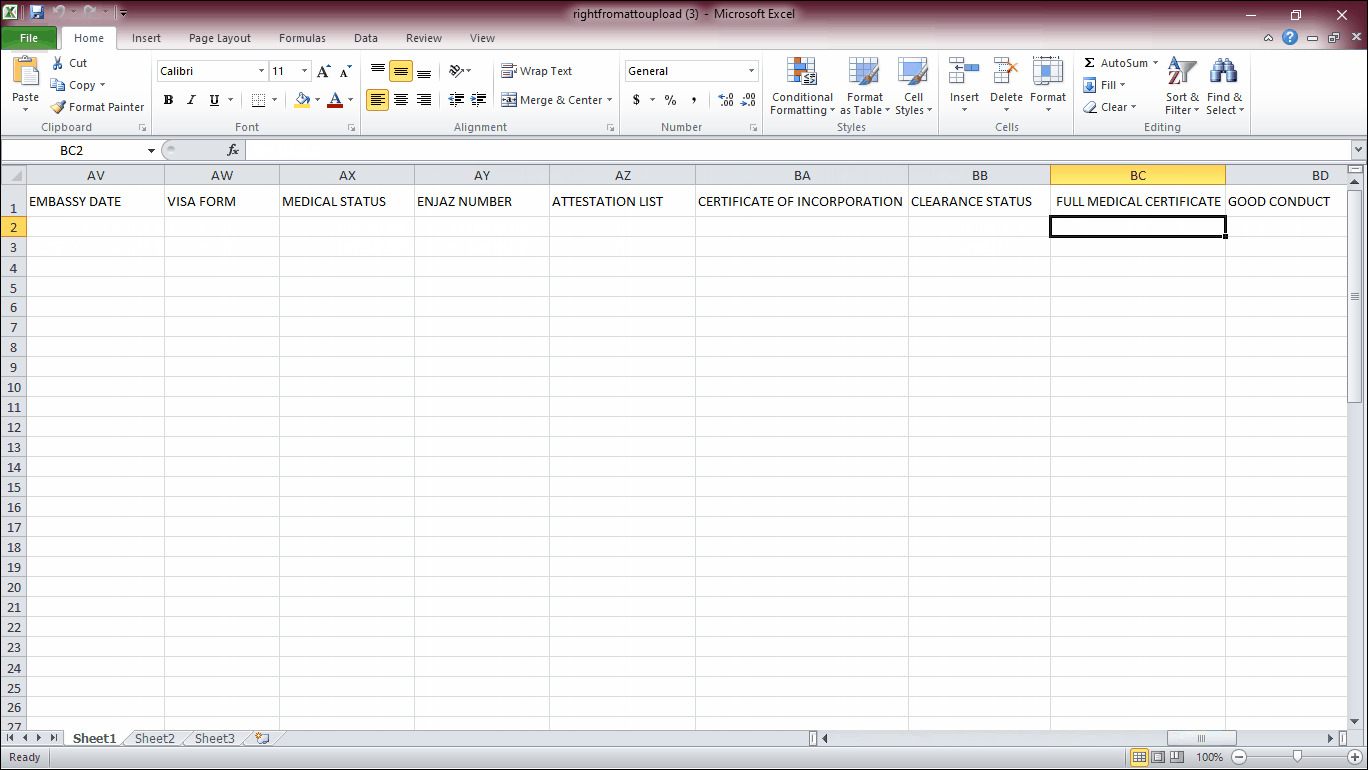 rightfromattoupload (3) - Microsoft Excel
File Home Insert Page Layout Formulas Data Review View
Paste
Cut
Copy
Format Painter
Clipboard
Calibri 11
B I U
Font
Wrap Text
Merge & Center
Alignment
General
$ % ,
Number
Conditional Formatting
Format as Table
Cell Styles
Styles
Insert
Delete
Format
Cells
AutoSum
Fill
Clear
Sort & Filter
Find & Select
Editing
BC2 fx
AV AW AX AY AZ BA BB BC BD
1 EMBASSY DATE VISA FORM MEDICAL STATUS ENJAZ NUMBER ATTESTATION LIST CERTIFICATE OF INCORPORATION CLEARANCE STATUS FULL MEDICAL CERTIFICATE GOOD CONDUCT
2
3
4
5
6
7
8
9
10
11
12
13
14
15
16
17
18
19
20
21
22
23
24
25
26
27
Sheet1 Sheet2 Sheet3
Ready 100%